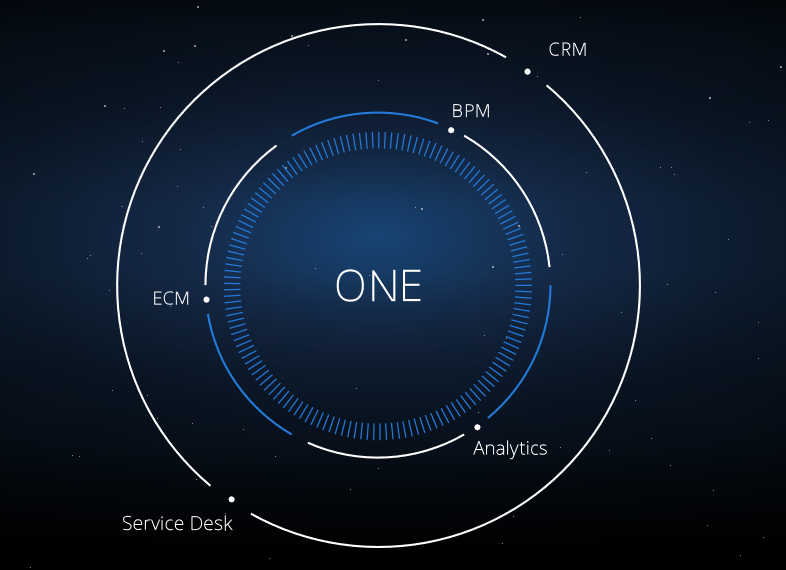 CRM
BPM
ONE
ECM
Analytics
Service Desk